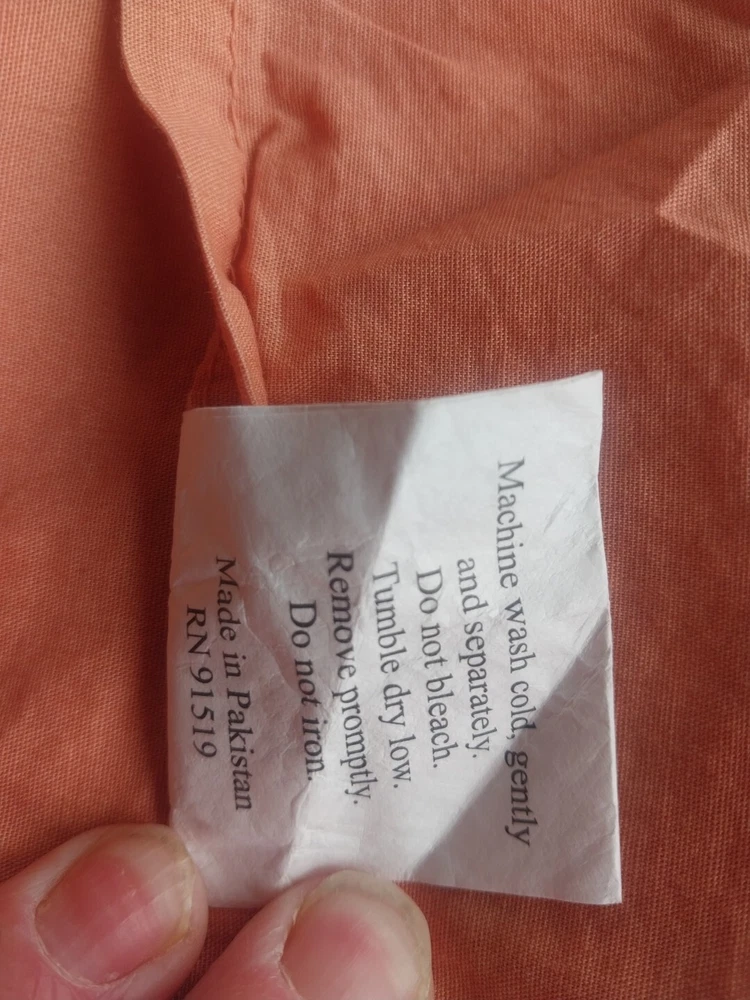 Machine wash cold, gently
and separately.
Do not bleach.
Tumble dry low.
Remove promptly.
Do not iron.
Made in Pakistan
RN 91519